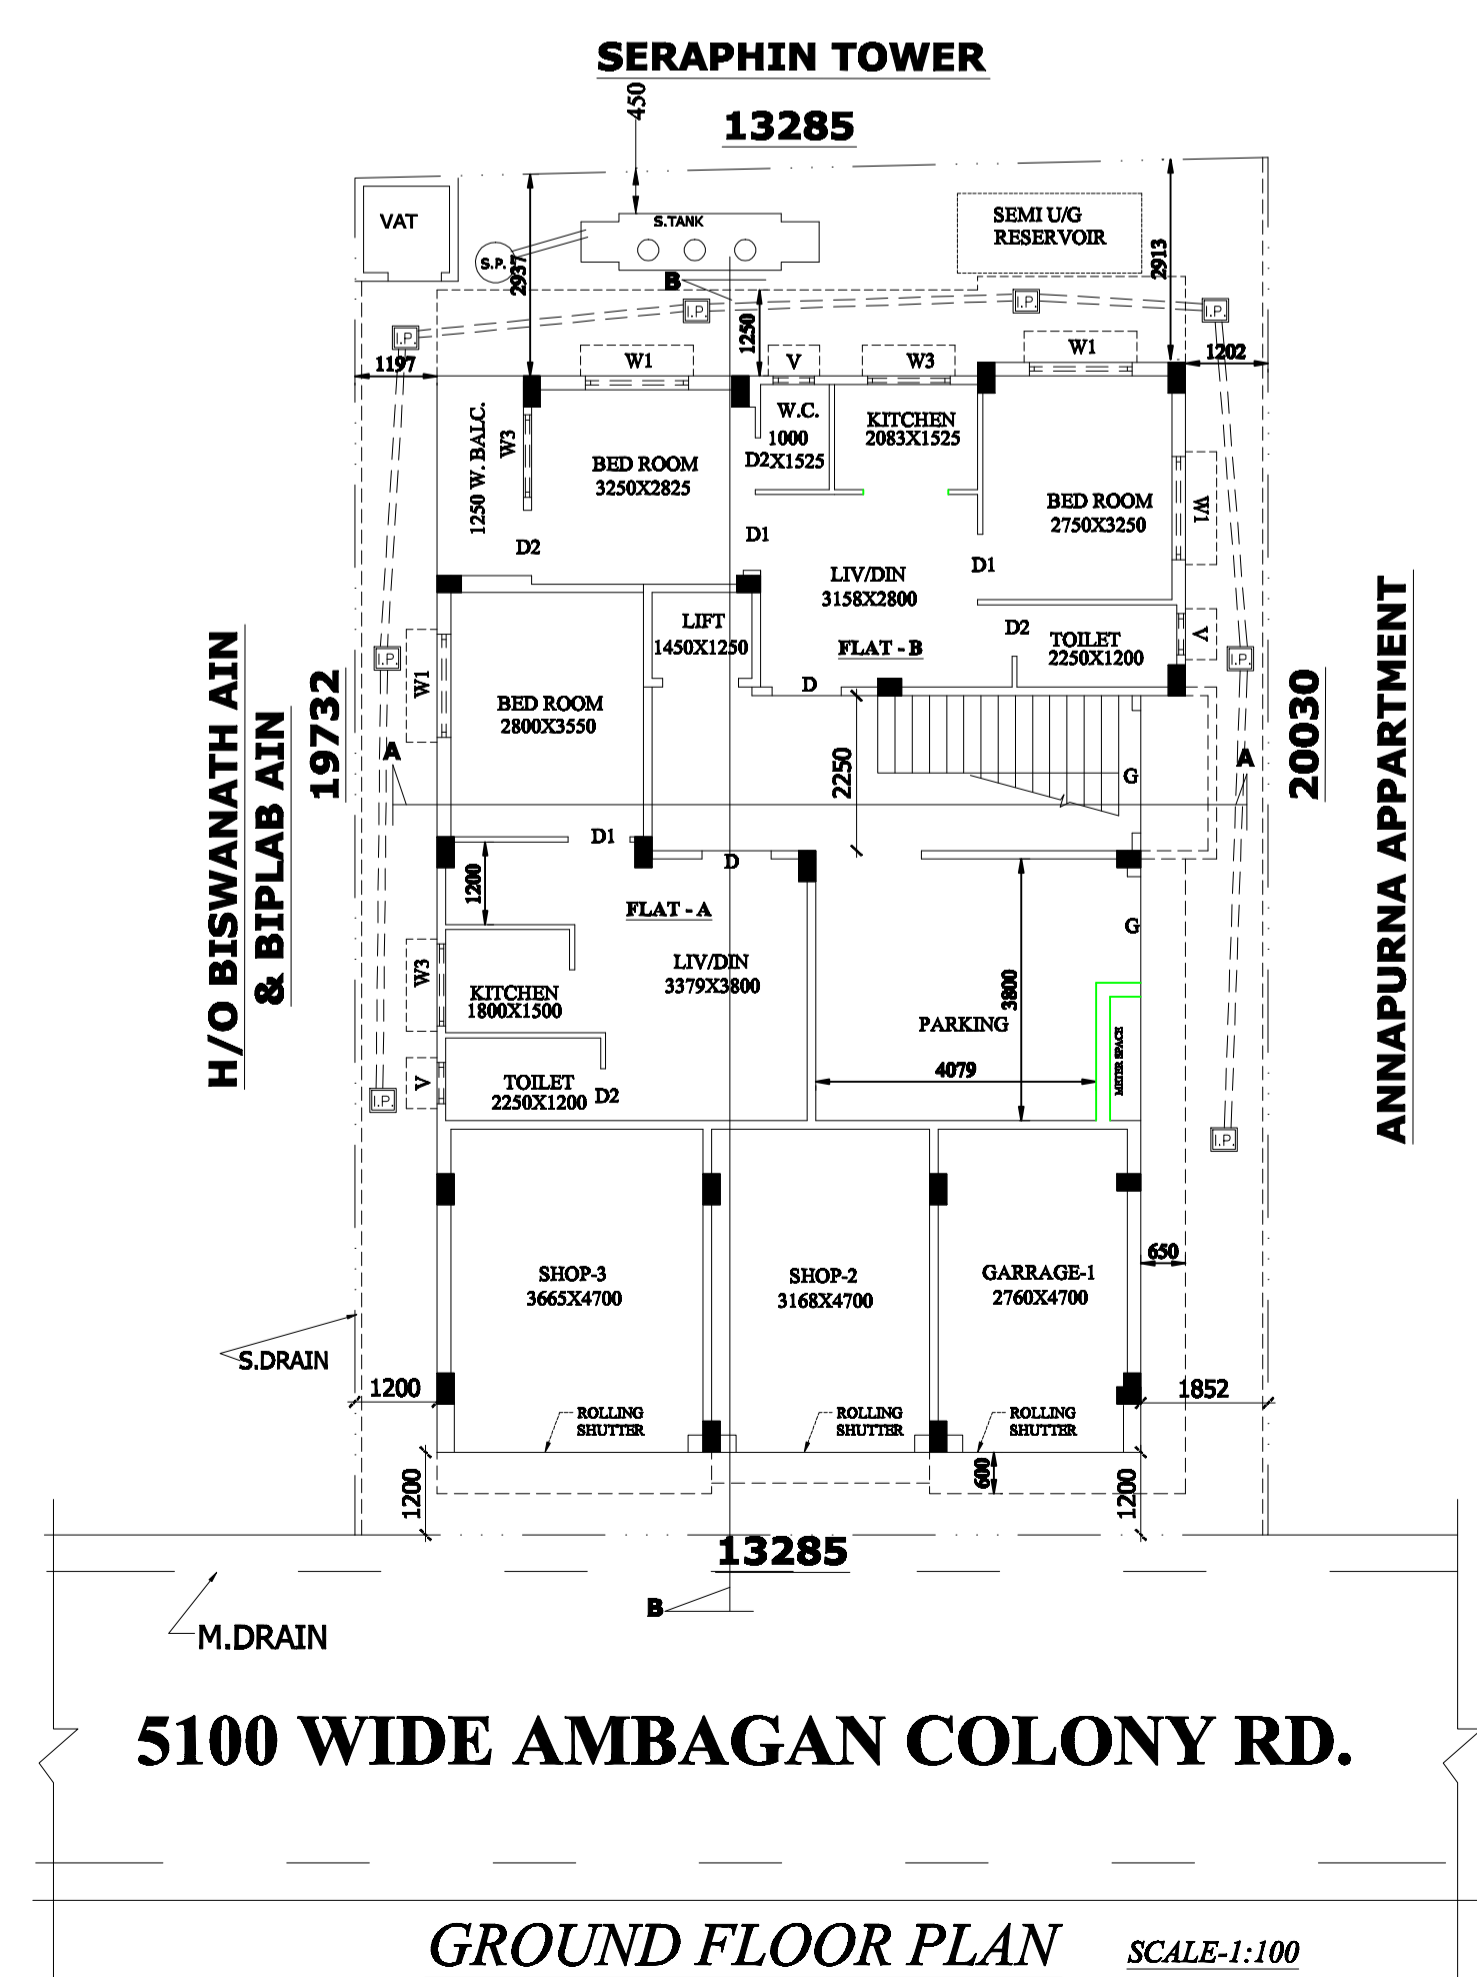 SERAPHIN TOWER
450
13285
VAT
S.TANK
SEMI U/G
RESERVOIR
S.P.
2937
2913
B
I.P.
I.P.
I.P.
I.P.
1250
1197
W1
V
W3
W1
1202
1250 W. BALC.
W3
W.C.
1000
X1525
D2
KITCHEN
2083X1525
BED ROOM
3250X2825
BED ROOM
2750X3250
W1
D2
D1
D1
LIV/DIN
3158X2800
LIFT
1450X1250
FLAT - B
D2
TOILET
2250X1200
V
I.P.
I.P.
W1
D
BED ROOM
2800X3550
H/O BISWANATH AIN
& BIPLAB AIN
19732
20030
ANNAPURNA APPARTMENT
A
A
2250
G
D1
D
1200
FLAT - A
G
W3
LIV/DIN
3379X3800
KITCHEN
1800X1500
3800
PARKING
METER SPACE
4079
V
TOILET
2250X1200
D2
I.P.
I.P.
650
SHOP-3
3665X4700
SHOP-2
3168X4700
GARRAGE-1
2760X4700
S.DRAIN
1200
1852
ROLLING
SHUTTER
ROLLING
SHUTTER
ROLLING
SHUTTER
1200
600
1200
13285
B
M.DRAIN
5100 WIDE AMBAGAN COLONY RD.
GROUND FLOOR PLAN
SCALE-1:100